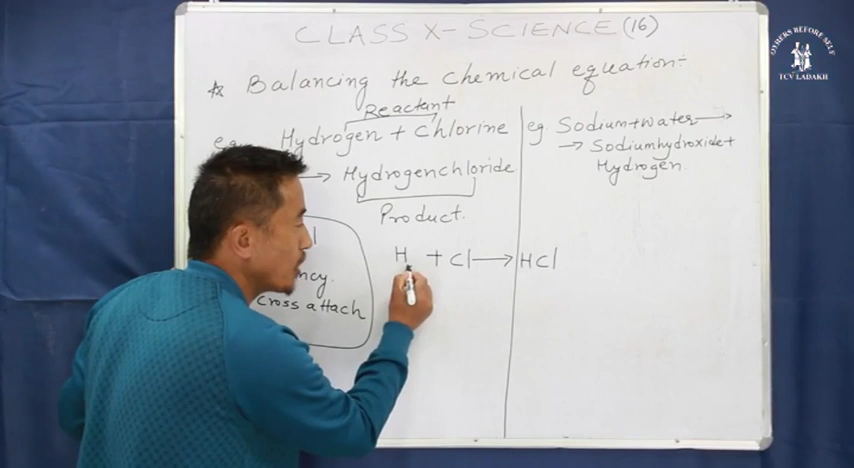 CLASS X-SCIENCE (16)
OTHERS BEFORE SELF
TCV LADAKH
☆ Balancing the chemical equation:-
Reactant
eg. Hydrogen + Chlorine
→ Hydrogenchloride
Product.
cross attach
H + Cl → HCl
eg. Sodium+water →
→ Sodiumhydroxide+
Hydrogen.